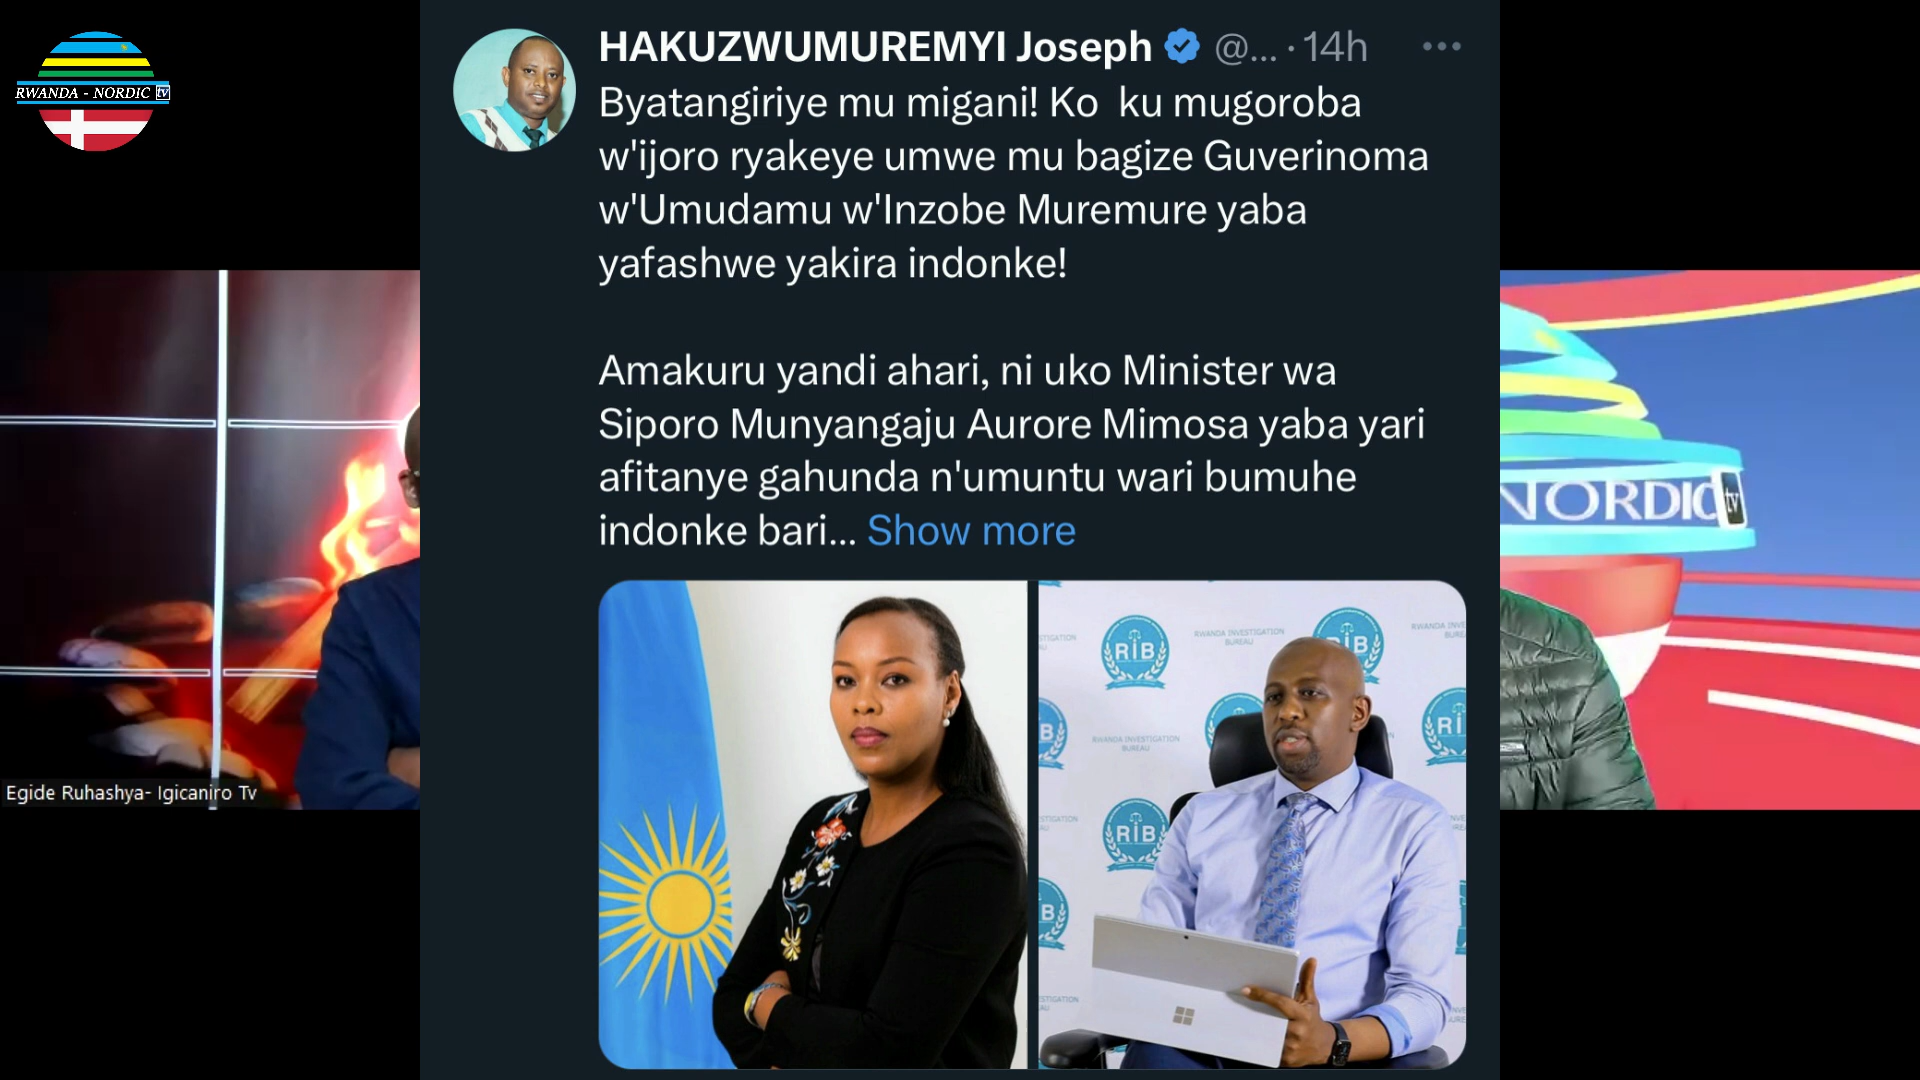 RWANDA - NORDIC tv
HAKUZWUMUREMYI Joseph @... · 14h
Byatangiriye mu migani! Ko ku mugoroba
w'ijoro ryakeye umwe mu bagize Guverinoma
w'Umudamu w'Inzobe Muremure yaba
yafashwe yakira indonke!
Amakuru yandi ahari, ni uko Minister wa
Siporo Munyangaju Aurore Mimosa yaba yari
afitanye gahunda n'umuntu wari bumuhe
indonke bari... Show more
NORDIC tv
Egide Ruhashya- Igicaniro Tv
RIB
RWANDA INVESTIGATION
BUREAU
RIB
RWANDA INVESTIGATION
BUREAU
RIB